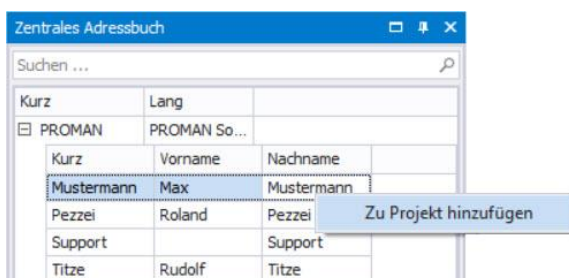 Zentrales Adressbuch
Suchen ...
Kurz Lang
PROMAN PROMAN So...
Kurz Vorname Nachname
Mustermann Max Mustermann
Pezzei Roland Pezzei Zu Projekt hinzufügen
Support Support
Titze Rudolf Titze